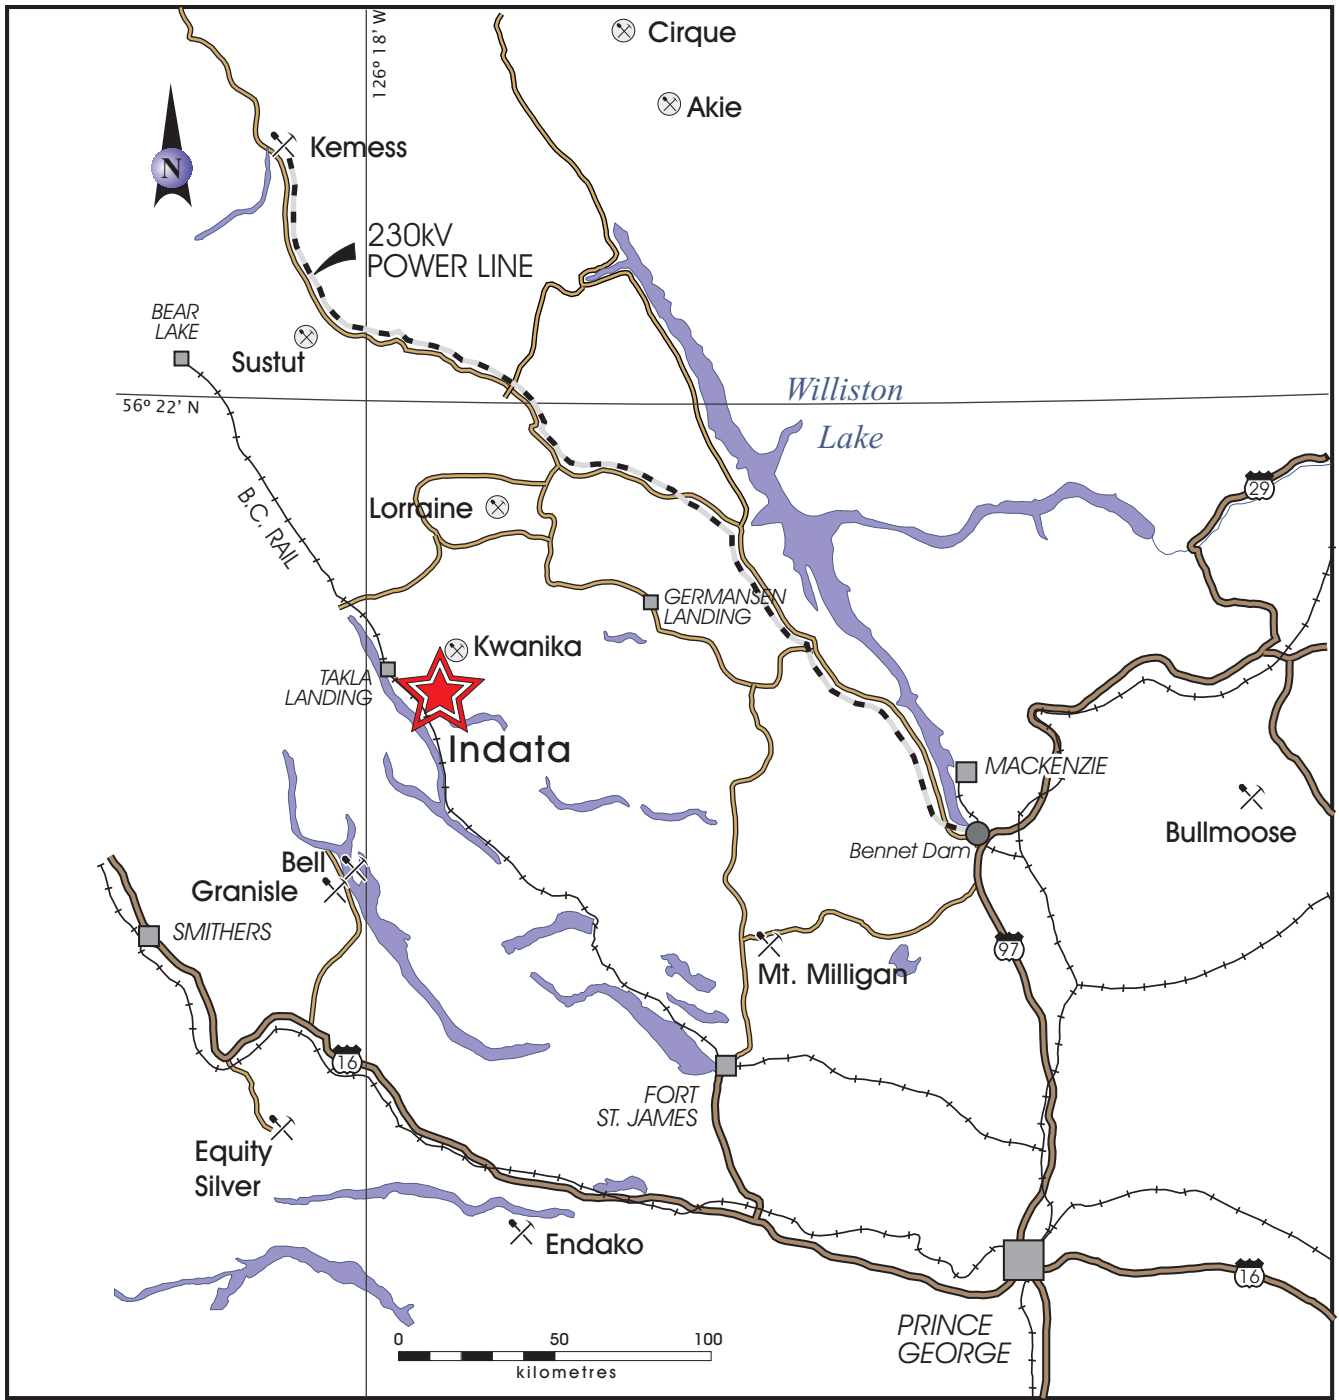 Cirque
126º 18' W
Akie
Kemess
N
230kV
POWER LINE
BEAR
LAKE
Sustut
Williston
Lake
56º 22' N
29
B.C. RAIL
Lorraine
GERMANSEN
LANDING
Kwanika
TAKLA
LANDING
Indata
MACKENZIE
Bullmoose
Bennet Dam
Bell
Granisle
SMITHERS
97
Mt. Milligan
16
FORT
ST. JAMES
Equity
Silver
Endako
16
PRINCE
GEORGE
0 50 100
kilometres